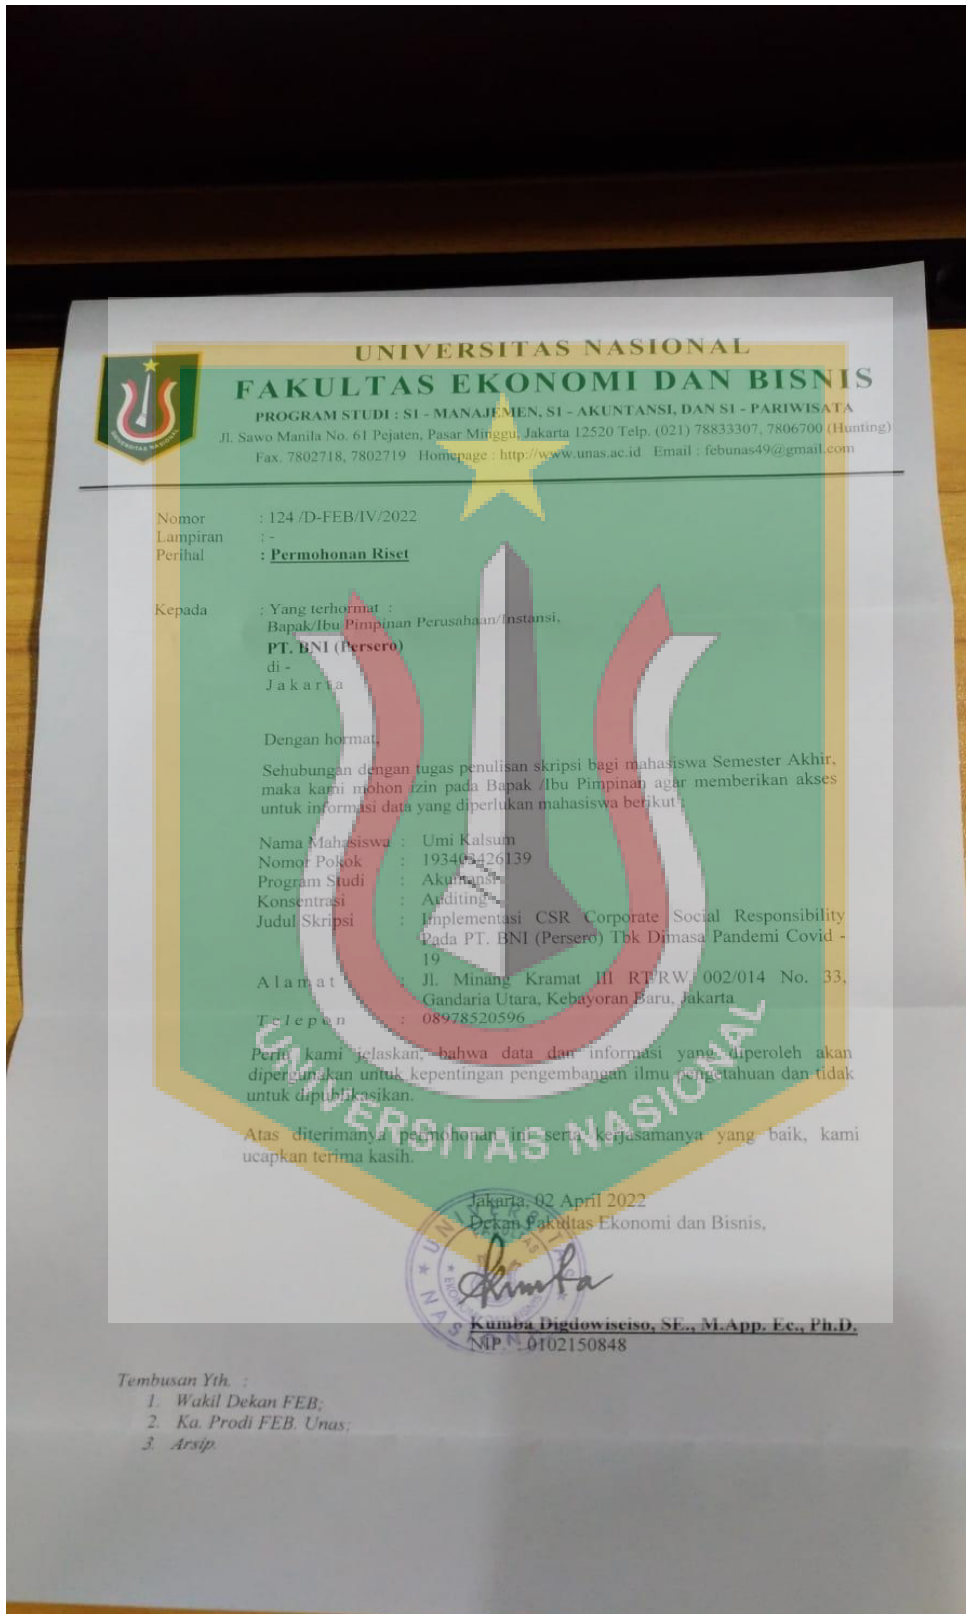 UNIVERSITAS NASIONAL
FAKULTAS EKONOMI DAN BISNIS
PROGRAM STUDI : S1 - MANAJEMEN, S1 - AKUNTANSI, DAN S1 - PARIWISATA
Jl. Sawo Manila No. 61 Pejaten, Pasar Minggu, Jakarta 12520 Telp. (021) 78833307, 7806700 (Hunting)
Fax. 7802718, 7802719 Homepage : http://www.unas.ac.id Email : febunas49@gmail.com
UNIVERSITAS NASIONAL
Nomor : 124 /D-FEB/IV/2022
Lampiran : -
Perihal : Permohonan Riset
Kepada : Yang terhormat :
Bapak/Ibu Pimpinan Perusahaan/Instansi,
PT. BNI (Persero)
di -
J a k a r t a
Dengan hormat,
Sehubungan dengan tugas penulisan skripsi bagi mahasiswa Semester Akhir,
maka kami mohon izin pada Bapak /Ibu Pimpinan agar memberikan akses
untuk informasi data yang diperlukan mahasiswa berikut :
Nama Mahasiswa : Umi Kalsum
Nomor Pokok : 193403426139
Program Studi : Akuntansi
Konsentrasi : Auditing
Judul Skripsi : Implementasi CSR Corporate Social Responsibility
Pada PT. BNI (Persero) Tbk Dimasa Pandemi Covid -
19
A l a m a t : Jl. Minang Kramat III RT/RW 002/014 No. 33,
Gandaria Utara, Kebayoran Baru, Jakarta
T e l e p o n : 08978520596
Perlu kami jelaskan, bahwa data dan informasi yang diperoleh akan
dipergunakan untuk kepentingan pengembangan ilmu pengetahuan dan tidak
untuk dipublikasikan.
Atas diterimanya permohonan ini serta kerjasamanya yang baik, kami
ucapkan terima kasih.
UNIVERSITAS NASIONAL
Jakarta, 02 April 2022
Dekan Fakultas Ekonomi dan Bisnis,
UNIVERSITAS NASIONAL
FAKULTAS EKONOMI DAN BISNIS
Kumba Digdowiseiso, SE., M.App. Ec., Ph.D.
NIP. : 0102150848
Tembusan Yth. :
1. Wakil Dekan FEB;
2. Ka. Prodi FEB. Unas;
3. Arsip.